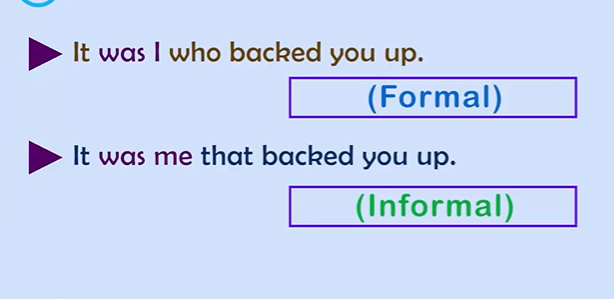 It was I who backed you up.
(Formal)
It was me that backed you up.
(Informal)